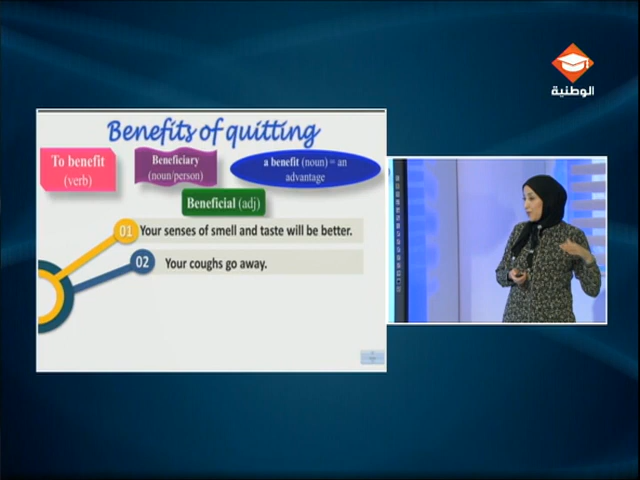 الوطنية
Benefits of quitting
To benefit
(verb)
Beneficiary
(noun/person)
a benefit (noun) = an
advantage
Beneficial (adj)
01 Your senses of smell and taste will be better.
02 Your coughs go away.